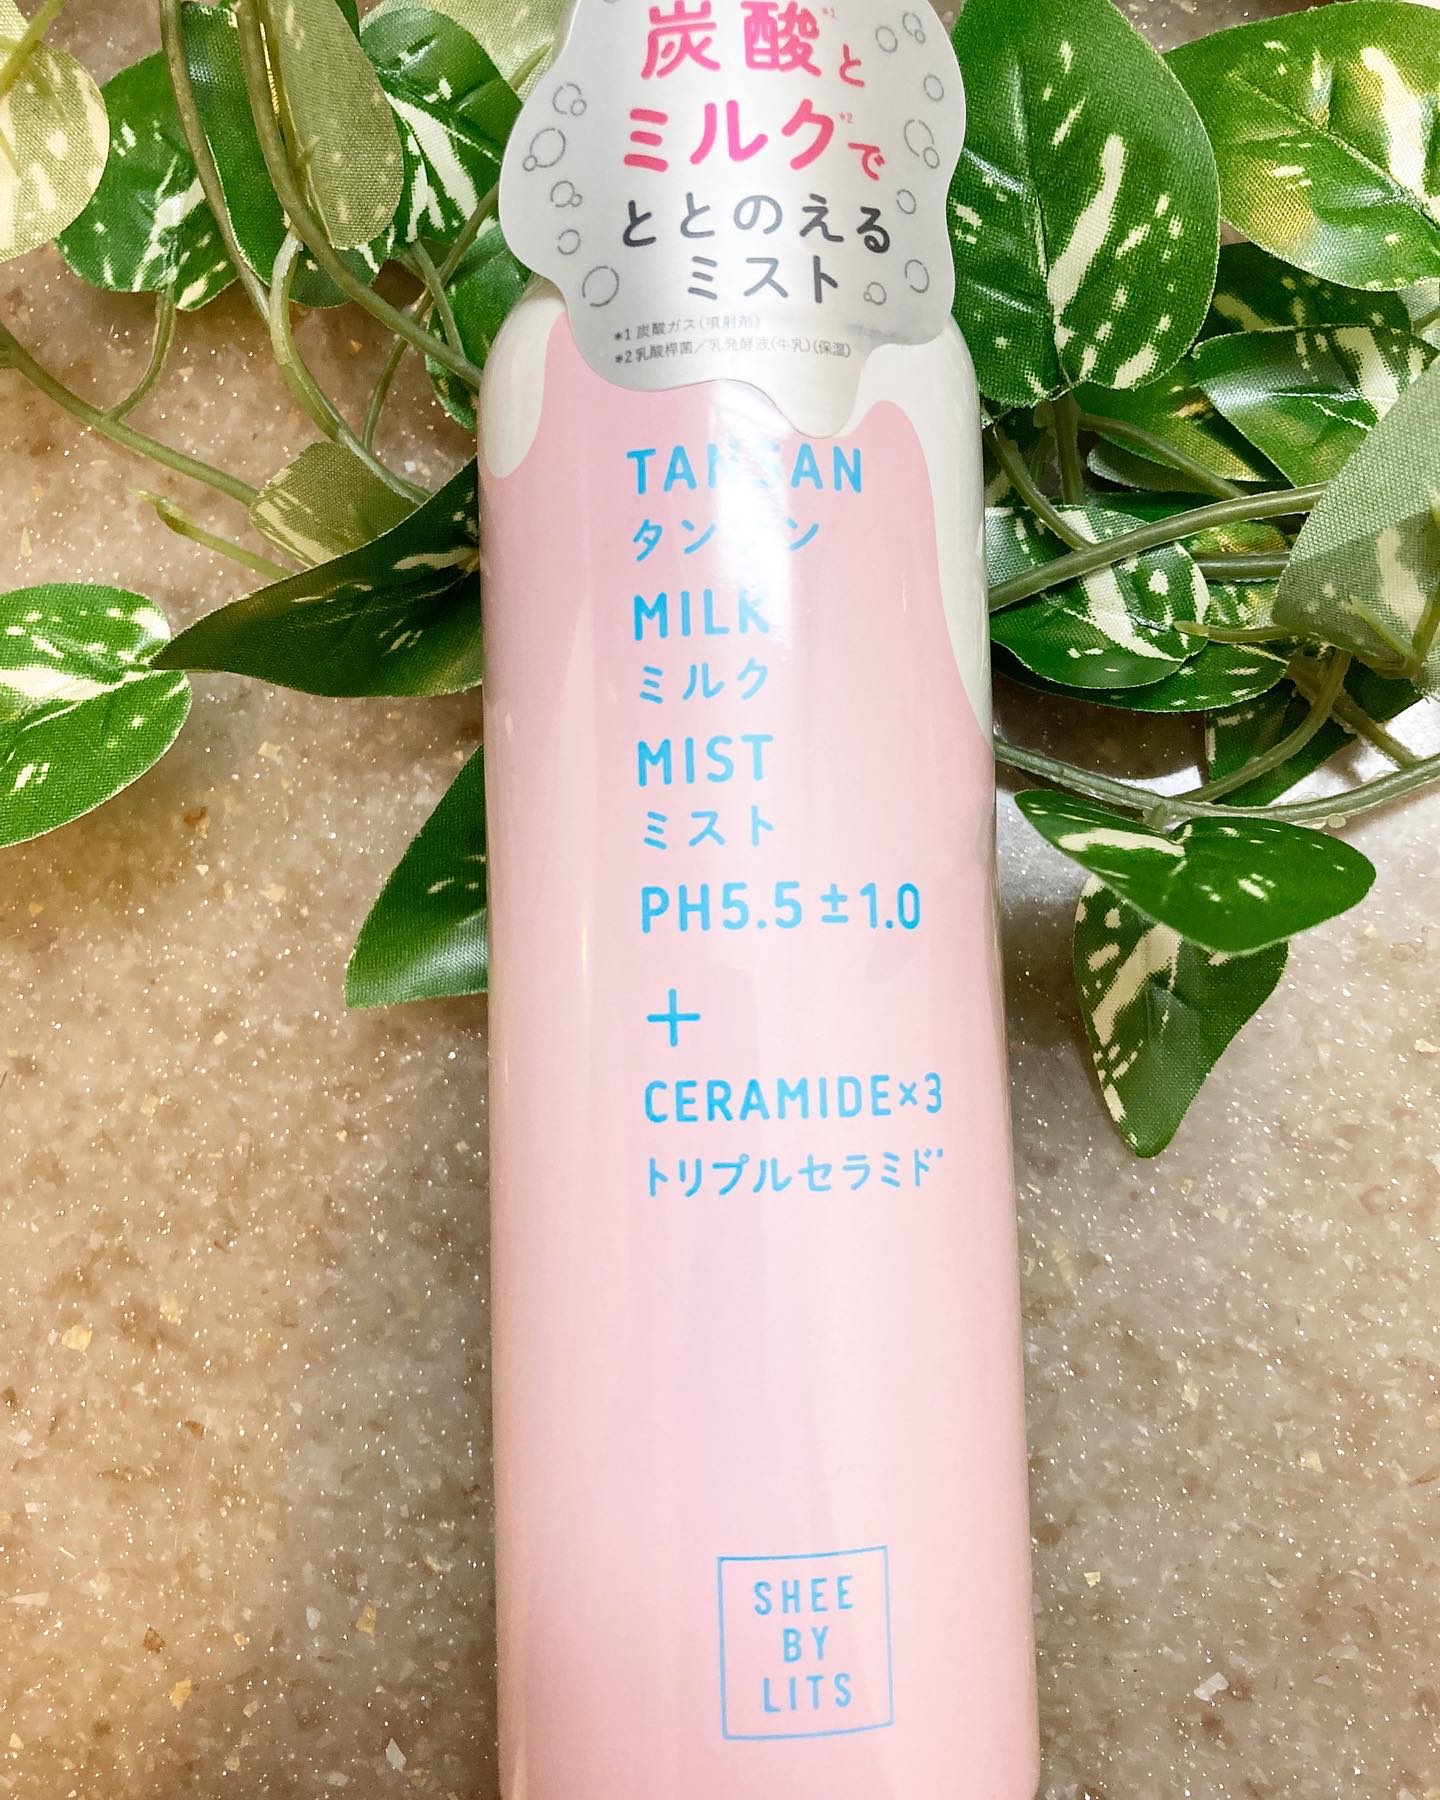 炭酸*1と
ミルク*2で
ととのえる
ミスト
*1 炭酸ガス(噴射剤)
*2 乳酸桿菌/乳発酵液(牛乳)(保湿)
TANSAN
タンサン
MILK
ミルク
MIST
ミスト
PH5.5±1.0
+
CERAMIDE×3
トリプルセラミド*
SHEE
BY
LITS